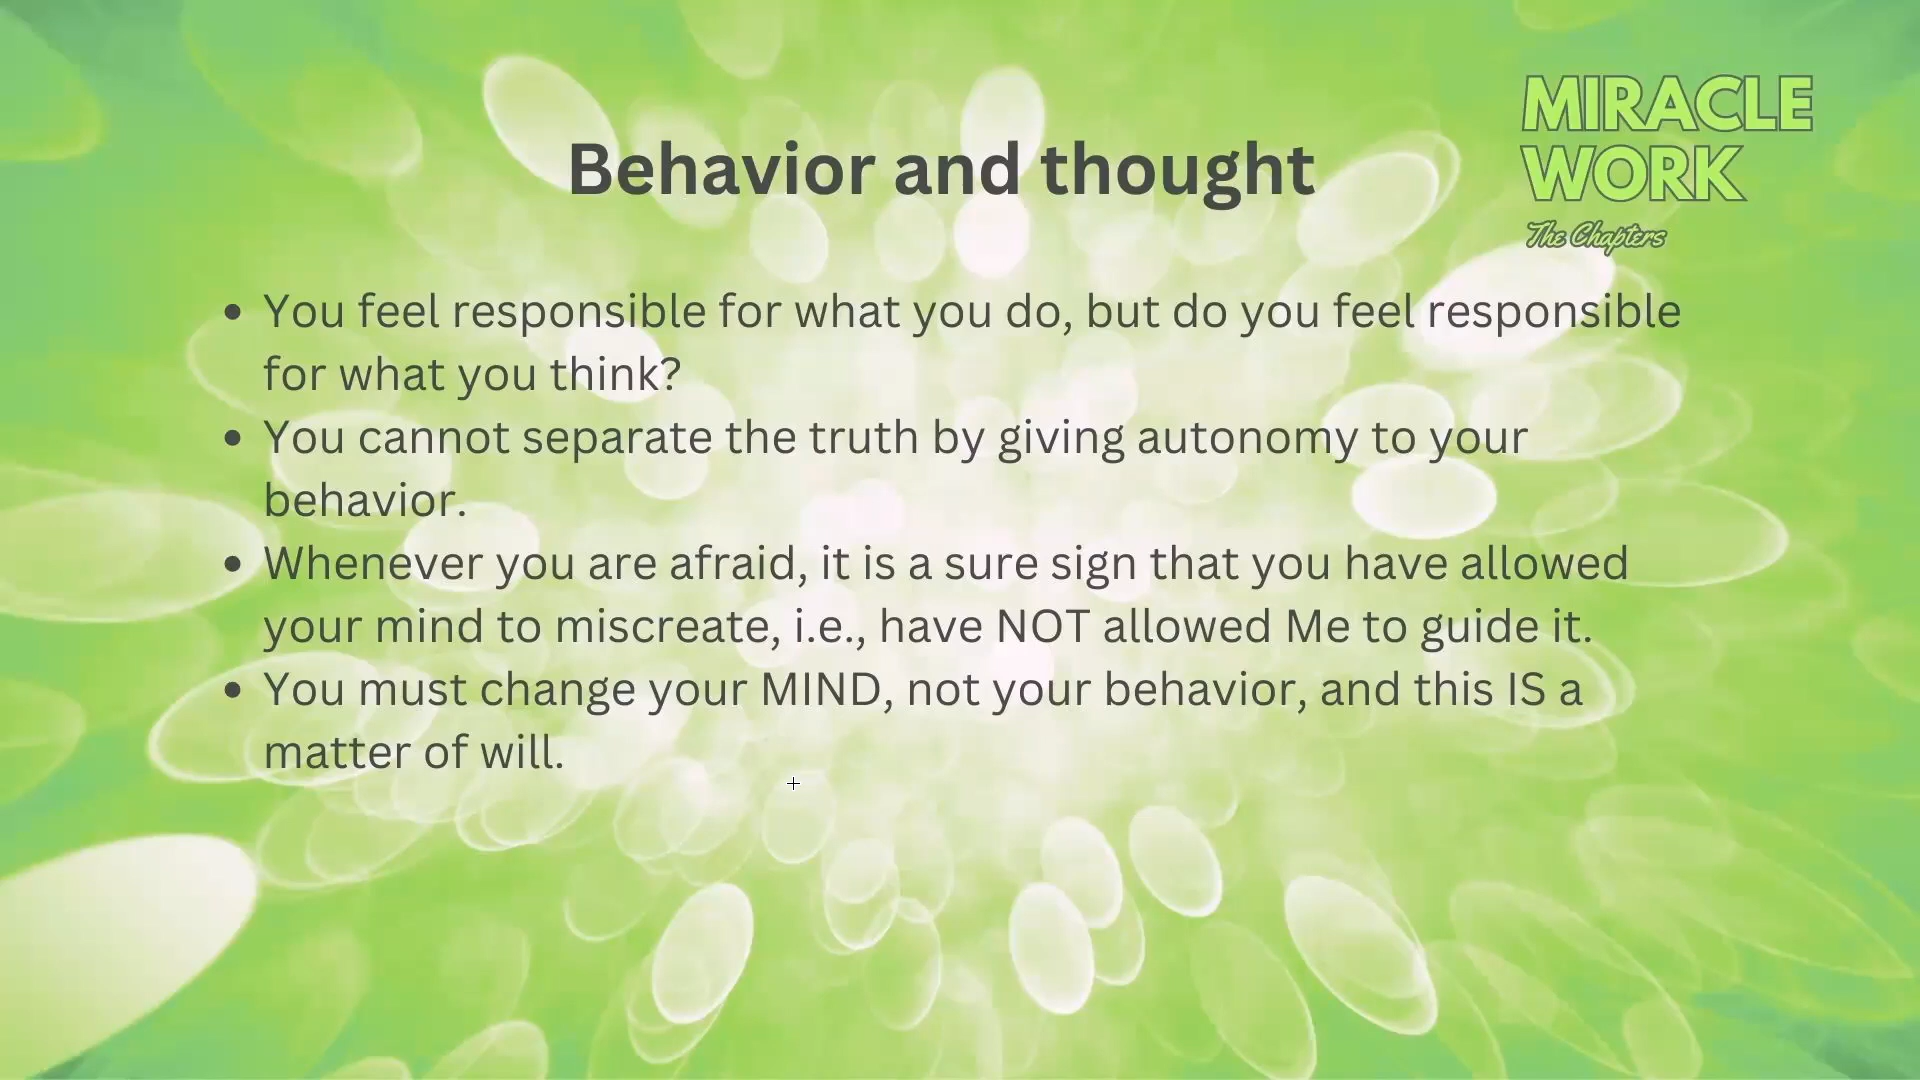 MIRACLE
WORK
The Chapters
Behavior and thought
• You feel responsible for what you do, but do you feel responsible
for what you think?
• You cannot separate the truth by giving autonomy to your
behavior.
• Whenever you are afraid, it is a sure sign that you have allowed
your mind to miscreate, i.e., have NOT allowed Me to guide it.
• You must change your MIND, not your behavior, and this IS a
matter of will.